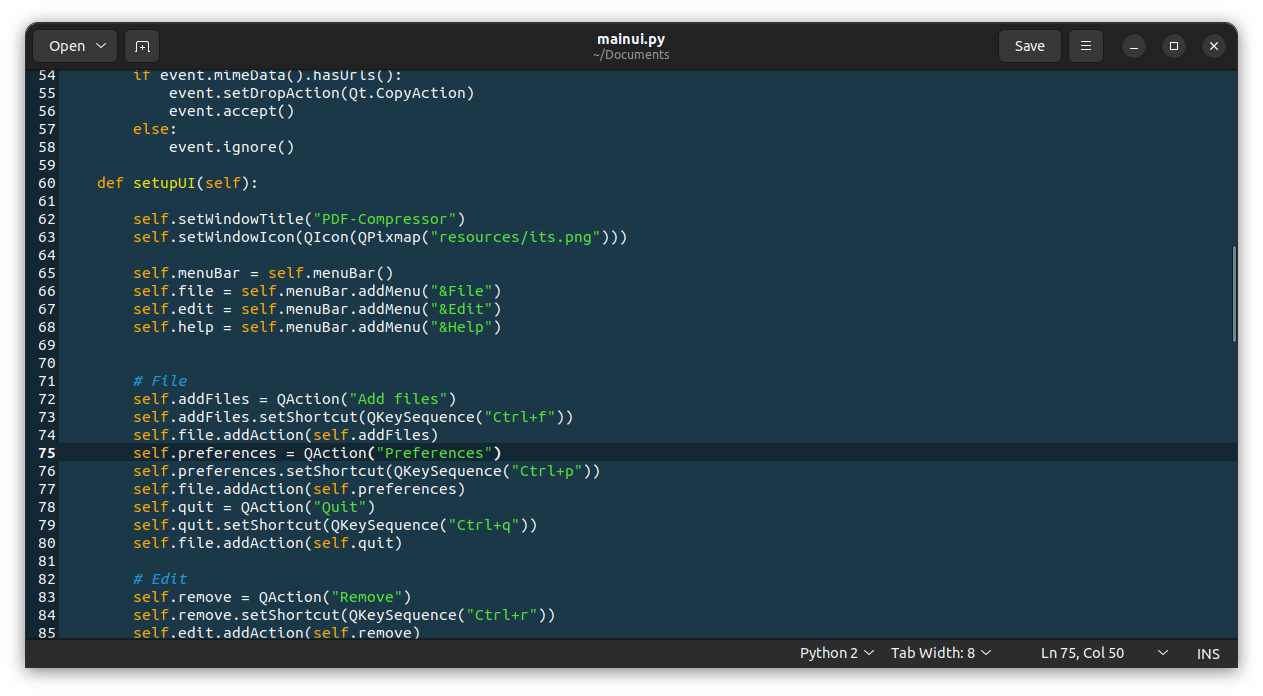 Open
mainui.py
~/Documents
Save
54         if event.mimeData().hasUrls():
55             event.setDropAction(Qt.CopyAction)
56             event.accept()
57         else:
58             event.ignore()
59
60     def setupUI(self):
61
62         self.setWindowTitle("PDF-Compressor")
63         self.setWindowIcon(QIcon(QPixmap("resources/its.png")))
64
65         self.menuBar = self.menuBar()
66         self.file = self.menuBar.addMenu("&File")
67         self.edit = self.menuBar.addMenu("&Edit")
68         self.help = self.menuBar.addMenu("&Help")
69
70
71         # File
72         self.addFiles = QAction("Add files")
73         self.addFiles.setShortcut(QKeySequence("Ctrl+f"))
74         self.file.addAction(self.addFiles)
75         self.preferences = QAction("Preferences")
76         self.preferences.setShortcut(QKeySequence("Ctrl+p"))
77         self.file.addAction(self.preferences)
78         self.quit = QAction("Quit")
79         self.quit.setShortcut(QKeySequence("Ctrl+q"))
80         self.file.addAction(self.quit)
81
82         # Edit
83         self.remove = QAction("Remove")
84         self.remove.setShortcut(QKeySequence("Ctrl+r"))
85         self.edit.addAction(self.remove)
Python 2 Tab Width: 8 Ln 75, Col 50 INS